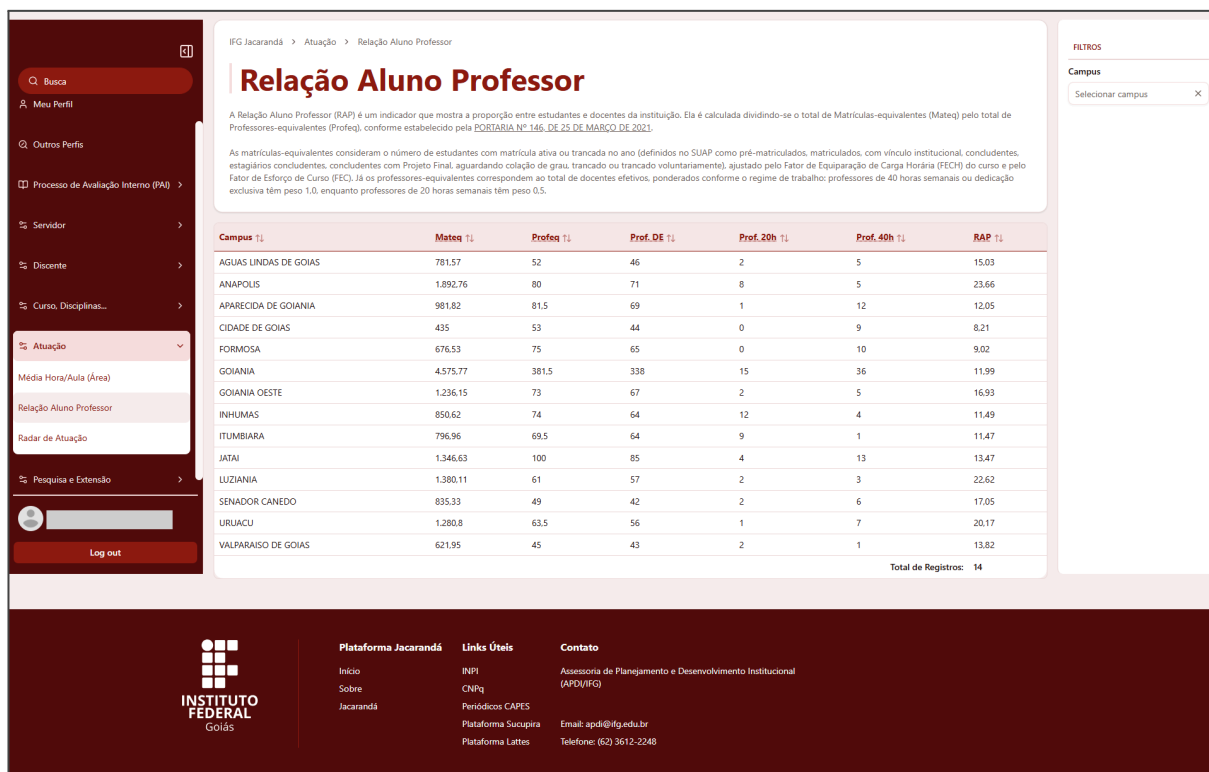 Busca
Meu Perfil
Outros Perfis
Processo de Avaliação Interno (PAI)
Servidor
Discente
Curso, Disciplinas...
Atuação
Média Hora/Aula (Área)
Relação Aluno Professor
Radar de Atuação
Pesquisa e Extensão
Log out
IFG Jacarandá > Atuação > Relação Aluno Professor
Relação Aluno Professor
A Relação Aluno Professor (RAP) é um indicador que mostra a proporção entre estudantes e docentes da instituição. Ela é calculada dividindo-se o total de Matrículas-equivalentes (Mateq) pelo total de
Professores-equivalentes (Profeq), conforme estabelecido pela PORTARIA Nº 146, DE 25 DE MARÇO DE 2021.
As matrículas-equivalentes consideram o número de estudantes com matrícula ativa ou trancada no ano (definidos no SUAP como pré-matriculados, matriculados, com vínculo institucional, concludentes,
estagiários concludentes, concludentes com Projeto Final, aguardando colação de grau, trancado ou trancado voluntariamente), ajustado pelo Fator de Equiparação de Carga Horária (FECH) do curso e pelo
Fator de Esforço de Curso (FEC). Já os professores-equivalentes correspondem ao total de docentes efetivos, ponderados conforme o regime de trabalho: professores de 40 horas semanais ou dedicação
exclusiva têm peso 1,0, enquanto professores de 20 horas semanais têm peso 0,5.
Campus Mateq Profeq Prof. DE Prof. 20h Prof. 40h RAP
AGUAS LINDAS DE GOIAS 781,57 52 46 2 5 15,03
ANAPOLIS 1.892,76 80 71 8 5 23,66
APARECIDA DE GOIANIA 981,82 81,5 69 1 12 12,05
CIDADE DE GOIAS 435 53 44 0 9 8,21
FORMOSA 676,53 75 65 0 10 9,02
GOIANIA 4.575,77 381,5 338 15 36 11,99
GOIANIA OESTE 1.236,15 73 67 2 5 16,93
INHUMAS 850,62 74 64 12 4 11,49
ITUMBIARA 796,96 69,5 64 9 1 11,47
JATAI 1.346,63 100 85 4 13 13,47
LUZIANIA 1.380,11 61 57 2 3 22,62
SENADOR CANEDO 835,33 49 42 2 6 17,05
URUACU 1.280,8 63,5 56 1 7 20,17
VALPARAISO DE GOIAS 621,95 45 43 2 1 13,82
Total de Registros: 14
FILTROS
Campus
Selecionar campus
INSTITUTO
FEDERAL
Goiás
Plataforma Jacarandá
Início
Sobre
Jacarandá
Links Úteis
INPI
CNPq
Periódicos CAPES
Plataforma Sucupira
Plataforma Lattes
Contato
Assessoria de Planejamento e Desenvolvimento Institucional
(APDI/IFG)
Email: apdi@ifg.edu.br
Telefone: (62) 3612-2248